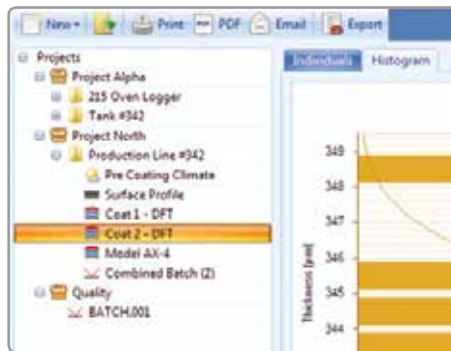 New Print PDF Email Export
Projects
Project Alpha
215 Oven Logger
Tank #342
Project North
Production Line #342
Pre Coating Climate
Surface Profile
Coat 1 - DFT
Coat 2 - DFT
Model AX-4
Combined Batch (2)
Quality
BATCH.001
Individuals Histogram
349
348
347
346
345
344
Thickness [µm]